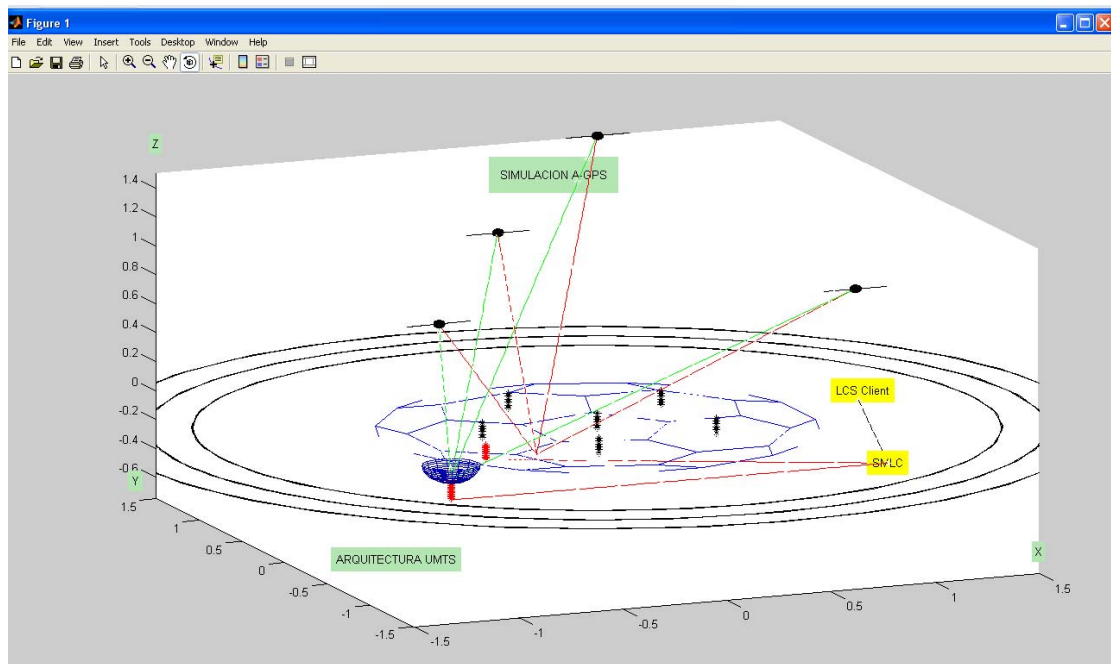 Figure 1
File Edit View Insert Tools Desktop Window Help
Z
SIMULACION A-GPS
1.4
1.2
1
0.8
0.6
0.4
0.2
0
-0.2
-0.4
-0.6
Y
LCS Client
SMLC
1.5
1
0.5
0
-0.5
-1
-1.5
ARQUITECTURA UMTS
X
-1.5
-1
-0.5
0
0.5
1
1.5